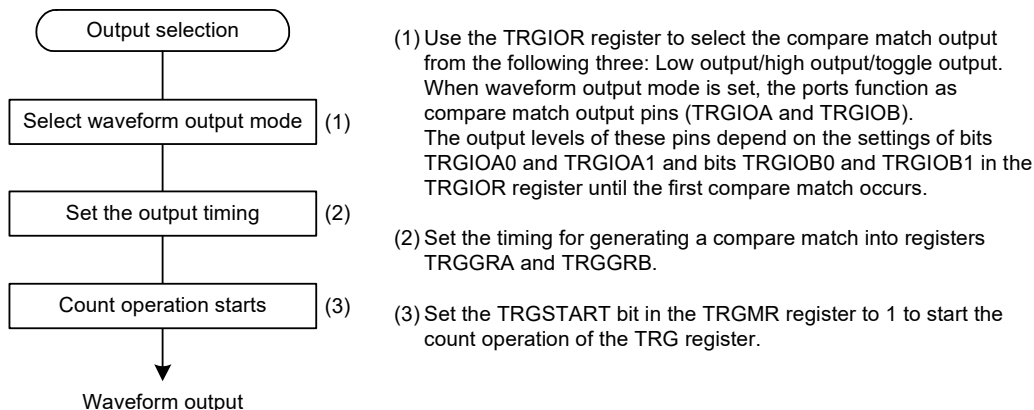 Output selection
Select waveform output mode (1)
Set the output timing (2)
Count operation starts (3)
Waveform output
(1) Use the TRGIOR register to select the compare match output
from the following three: Low output/high output/toggle output.
When waveform output mode is set, the ports function as
compare match output pins (TRGIOA and TRGIOB).
The output levels of these pins depend on the settings of bits
TRGIOA0 and TRGIOA1 and bits TRGIOB0 and TRGIOB1 in the
TRGIOR register until the first compare match occurs.
(2) Set the timing for generating a compare match into registers
TRGGRA and TRGGRB.
(3) Set the TRGSTART bit in the TRGMR register to 1 to start the
count operation of the TRG register.